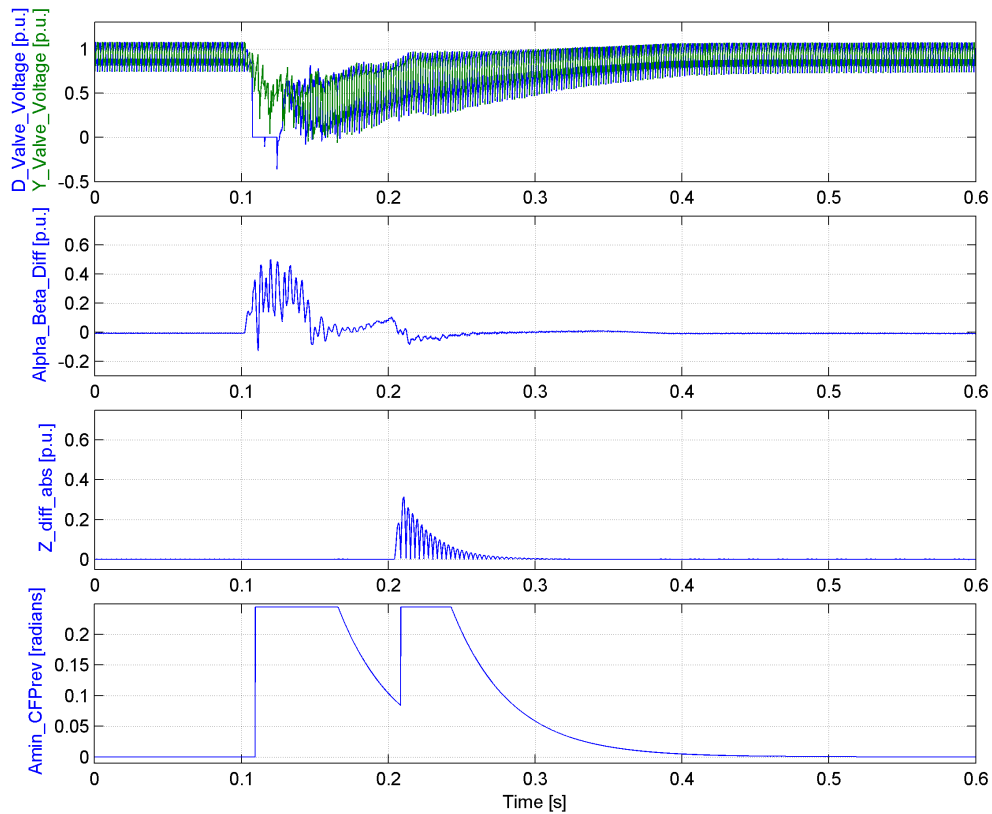 D_Valve_Voltage [p.u.]
Y_Valve_Voltage [p.u.]
1
0.5
0
-0.5
0 0.1 0.2 0.3 0.4 0.5 0.6
Alpha_Beta_Diff [p.u.]
0.6
0.4
0.2
0
-0.2
0 0.1 0.2 0.3 0.4 0.5 0.6
Z_diff_abs [p.u.]
0.6
0.4
0.2
0
0 0.1 0.2 0.3 0.4 0.5 0.6
Amin_CFPrev [radians]
0.2
0.15
0.1
0.05
0
0 0.1 0.2 0.3 0.4 0.5 0.6
Time [s]